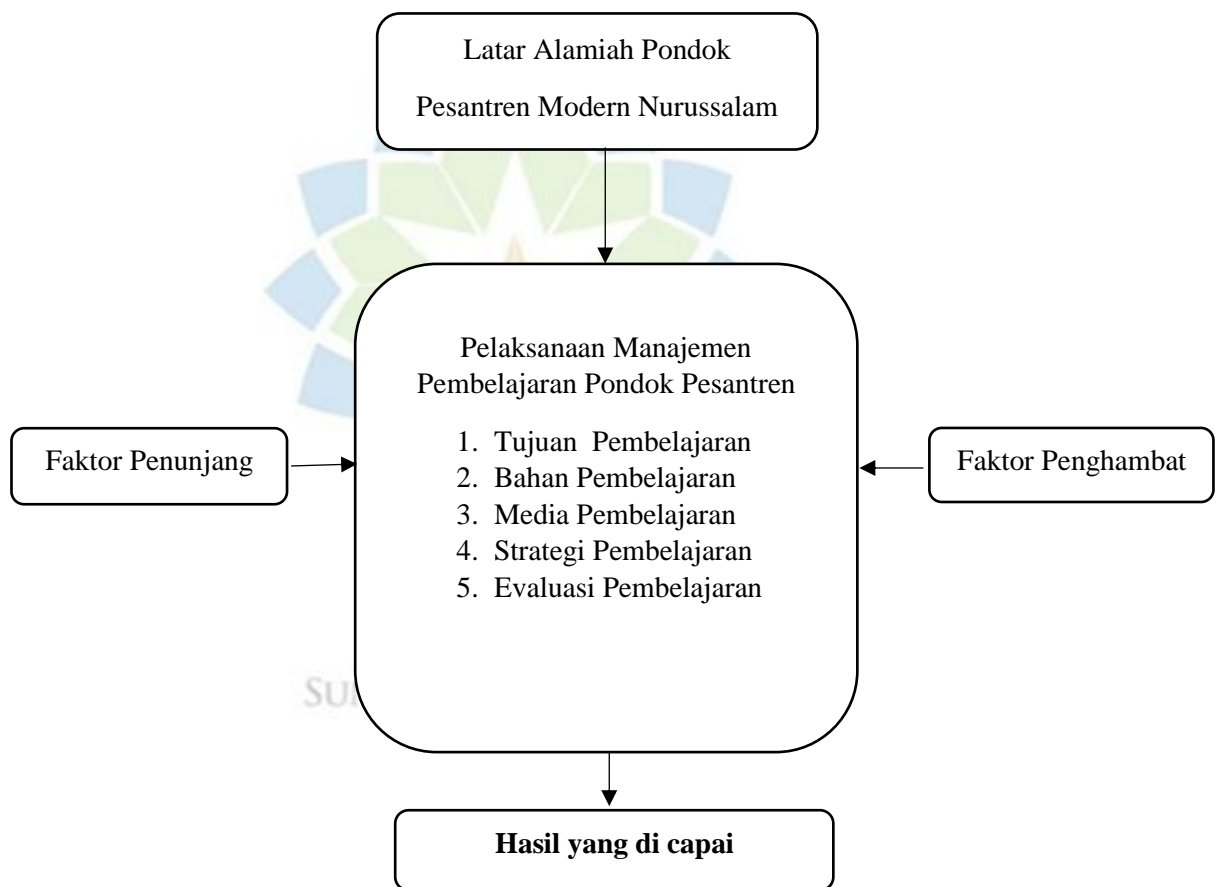 Latar Alamiah Pondok
Pesantren Modern Nurussalam
Pelaksanaan Manajemen
Pembelajaran Pondok Pesantren
1. Tujuan Pembelajaran
2. Bahan Pembelajaran
3. Media Pembelajaran
4. Strategi Pembelajaran
5. Evaluasi Pembelajaran
Faktor Penunjang
Faktor Penghambat
Hasil yang di capai